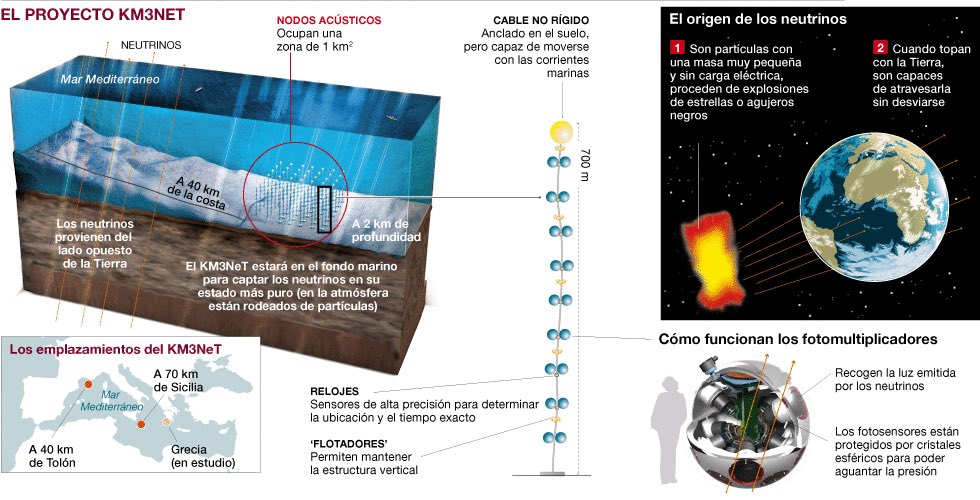 EL PROYECTO KM3NET
NEUTRINOS
Mar Mediterráneo
NODOS ACÚSTICOS
Ocupan una
zona de 1 km²
A 40 km
de la costa
Los neutrinos
provienen del
lado opuesto
de la Tierra
A 2 km de
profundidad
El KM3NeT estará en el fondo marino
para captar los neutrinos en su
estado más puro (en la atmósfera
están rodeados de partículas)
CABLE NO RÍGIDO
Anclado en el suelo,
pero capaz de moverse
con las corrientes
marinas
700 m
RELOJES
Sensores de alta precisión para determinar
la ubicación y el tiempo exacto
‘FLOTADORES’
Permiten mantener
la estructura vertical
Los emplazamientos del KM3NeT
A 70 km
de Sicilia
Mar
Mediterráneo
A 40 km
de Tolón
Grecia
(en estudio)
El origen de los neutrinos
1 Son partículas con
una masa muy pequeña
y sin carga eléctrica,
proceden de explosiones
de estrellas o agujeros
negros
2 Cuando topan
con la Tierra,
son capaces
de atravesarla
sin desviarse
Cómo funcionan los fotomultiplicadores
Recogen la luz emitida
por los neutrinos
Los fotosensores están
protegidos por cristales
esféricos para poder
aguantar la presión